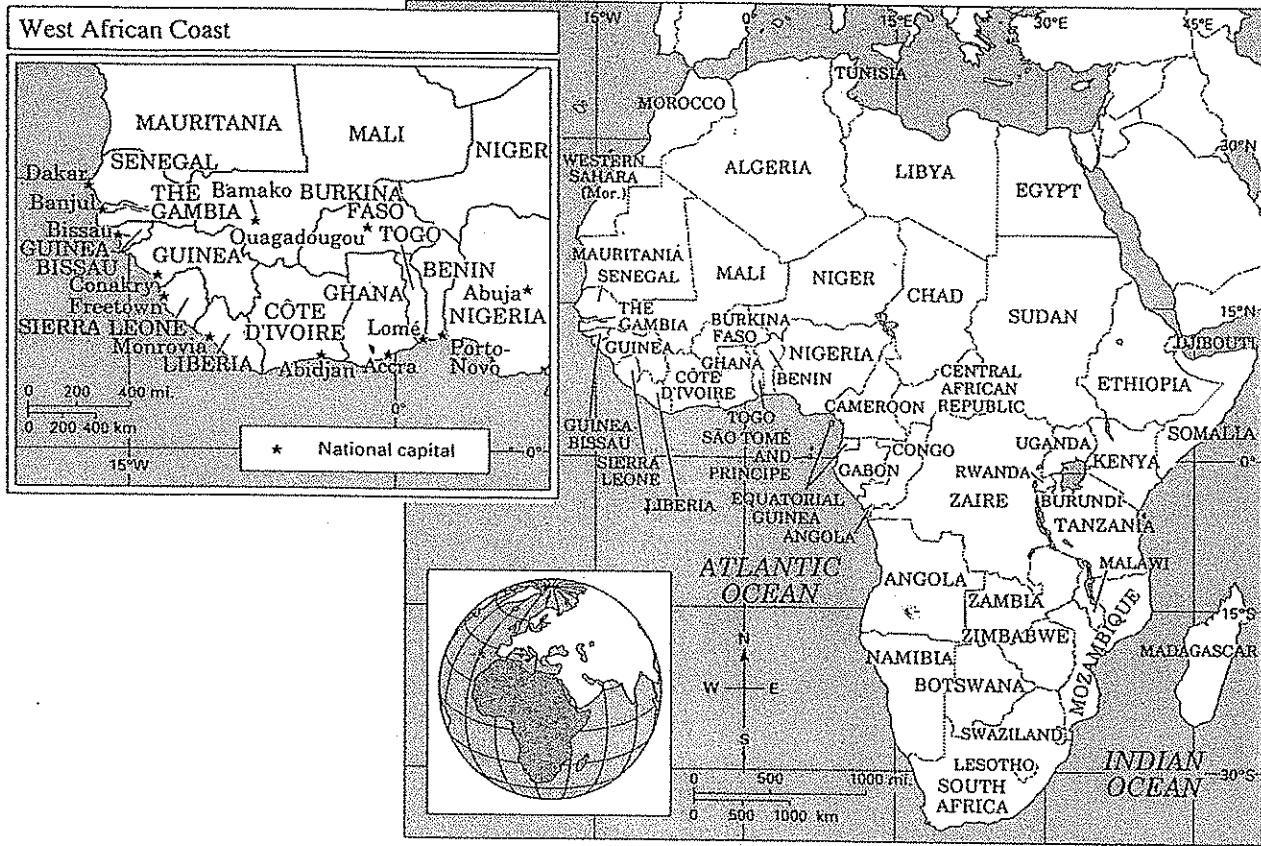 West African Coast
MAURITANIA
MALI
NIGER
SENEGAL
Dakar
THE
GAMBIA
Bamako
BURKINA
FASO
Banjul
Bissau
Ouagadougou
TOGO
GUINEA-
BISSAU
GUINEA
BENIN
Conakry
GHANA
Abuja
NIGERIA
Freetown
CÔTE
D'IVOIRE
SIERRA LEONE
Lomé
Monrovia
LIBERIA
Abidjan
Accra
Porto-
Novo
0 200 400 mi.
0 200 400 km
0°
15°W
0°
★ National capital
15°W
0°
15°E
30°E
45°E
TUNISIA
MOROCCO
30°N
WESTERN
SAHARA
(Mor.)
ALGERIA
LIBYA
EGYPT
MAURITANIA
SENEGAL
MALI
NIGER
CHAD
SUDAN
15°N
THE
GAMBIA
BURKINA
FASO
DJIBOUTI
GUINEA
GHANA
NIGERIA
BENIN
CÔTE
D'IVOIRE
CENTRAL
AFRICAN
REPUBLIC
ETHIOPIA
CAMEROON
TOGO
GUINEA-
BISSAU
SÃO TOMÉ
AND
PRINCIPE
UGANDA
SOMALIA
CONGO
KENYA
0°
SIERRA
LEONE
GABON
RWANDA
LIBERIA
EQUATORIAL
GUINEA
ZAIRE
BURUNDI
TANZANIA
ANGOLA
ATLANTIC
OCEAN
ANGOLA
MALAWI
ZAMBIA
15°S
MOZAMBIQUE
ZIMBABWE
MADAGASCAR
N
W E
S
NAMIBIA
BOTSWANA
SWAZILAND
LESOTHO
SOUTH
AFRICA
INDIAN
OCEAN
30°S
0 500 1000 mi.
0 500 1000 km